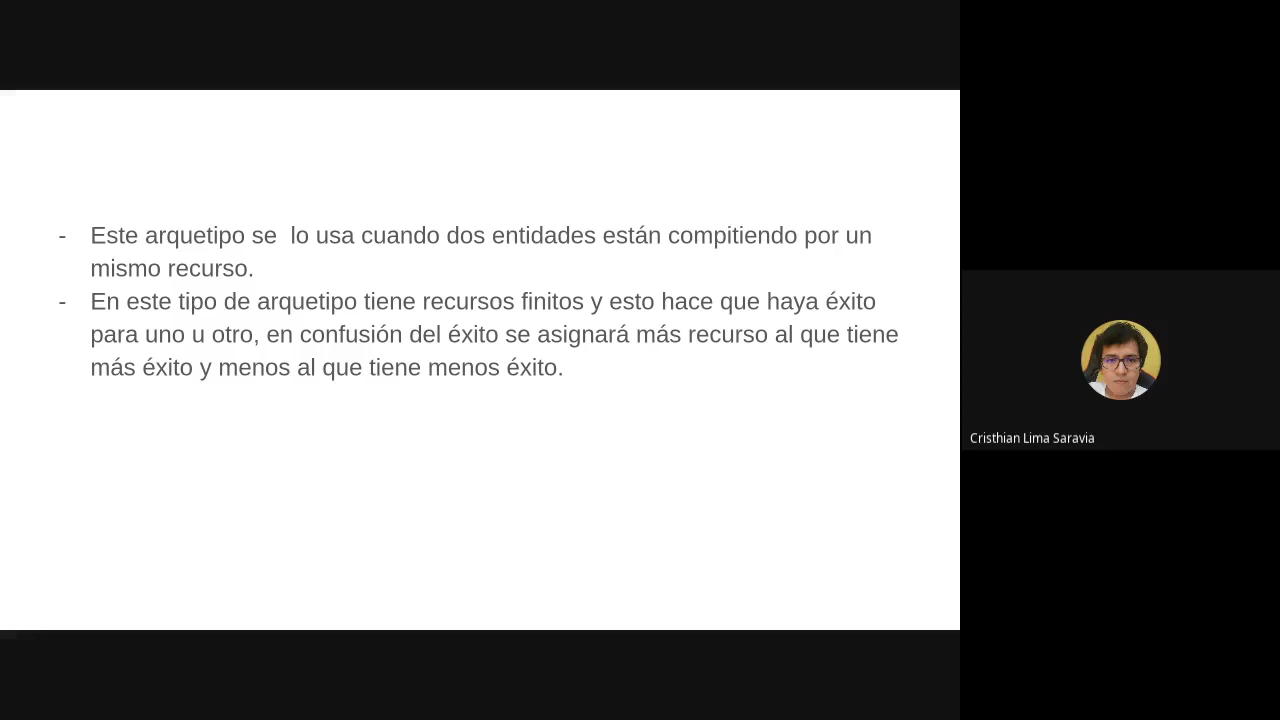 - Este arquetipo se  lo usa cuando dos entidades están compitiendo por un
mismo recurso.
- En este tipo de arquetipo tiene recursos finitos y esto hace que haya éxito
para uno u otro, en confusión del éxito se asignará más recurso al que tiene
más éxito y menos al que tiene menos éxito.
Cristhian Lima Saravia